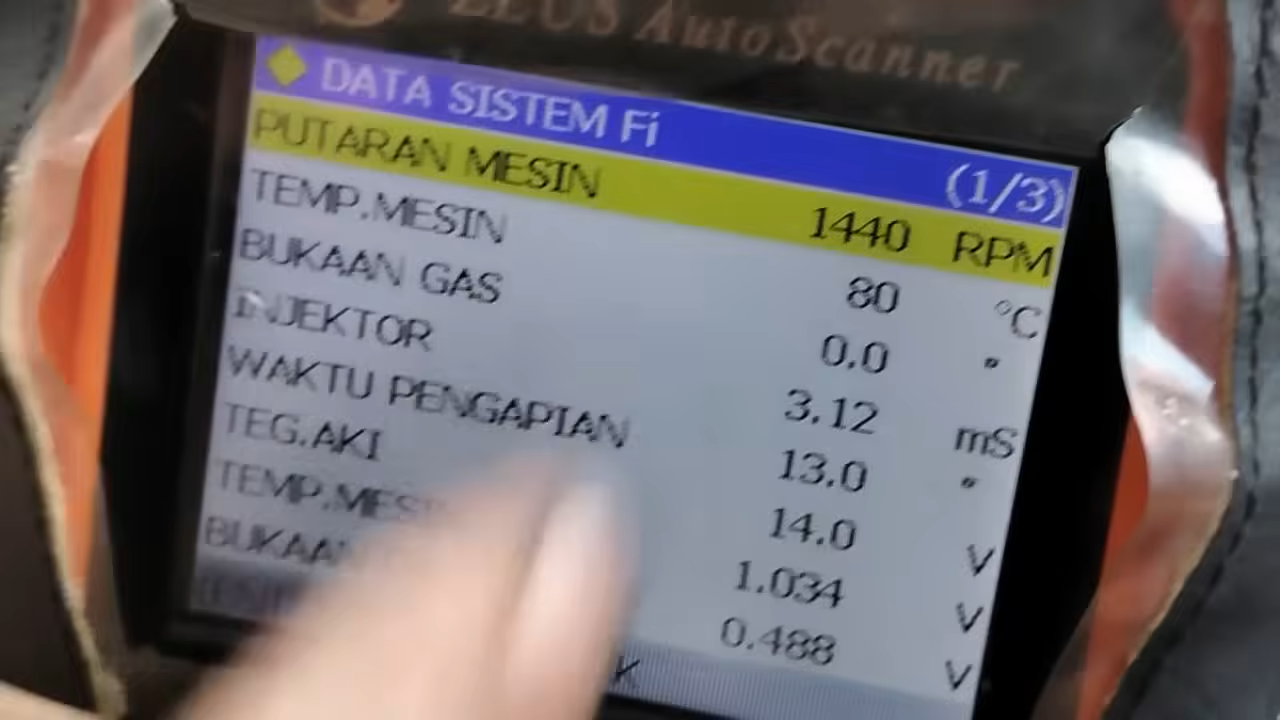 ZEUS AutoScanner
DATA SISTEM Fi (1/3)
PUTARAN MESIN 1440 RPM
TEMP.MESIN 80 °C
BUKAAN GAS 0.0 °
INJEKTOR 3.12 mS
WAKTU PENGAPIAN 13.0 °
TEG.AKI 14.0 V
TEMP.MESIN 1.034 V
BUKAAN 0.488 V